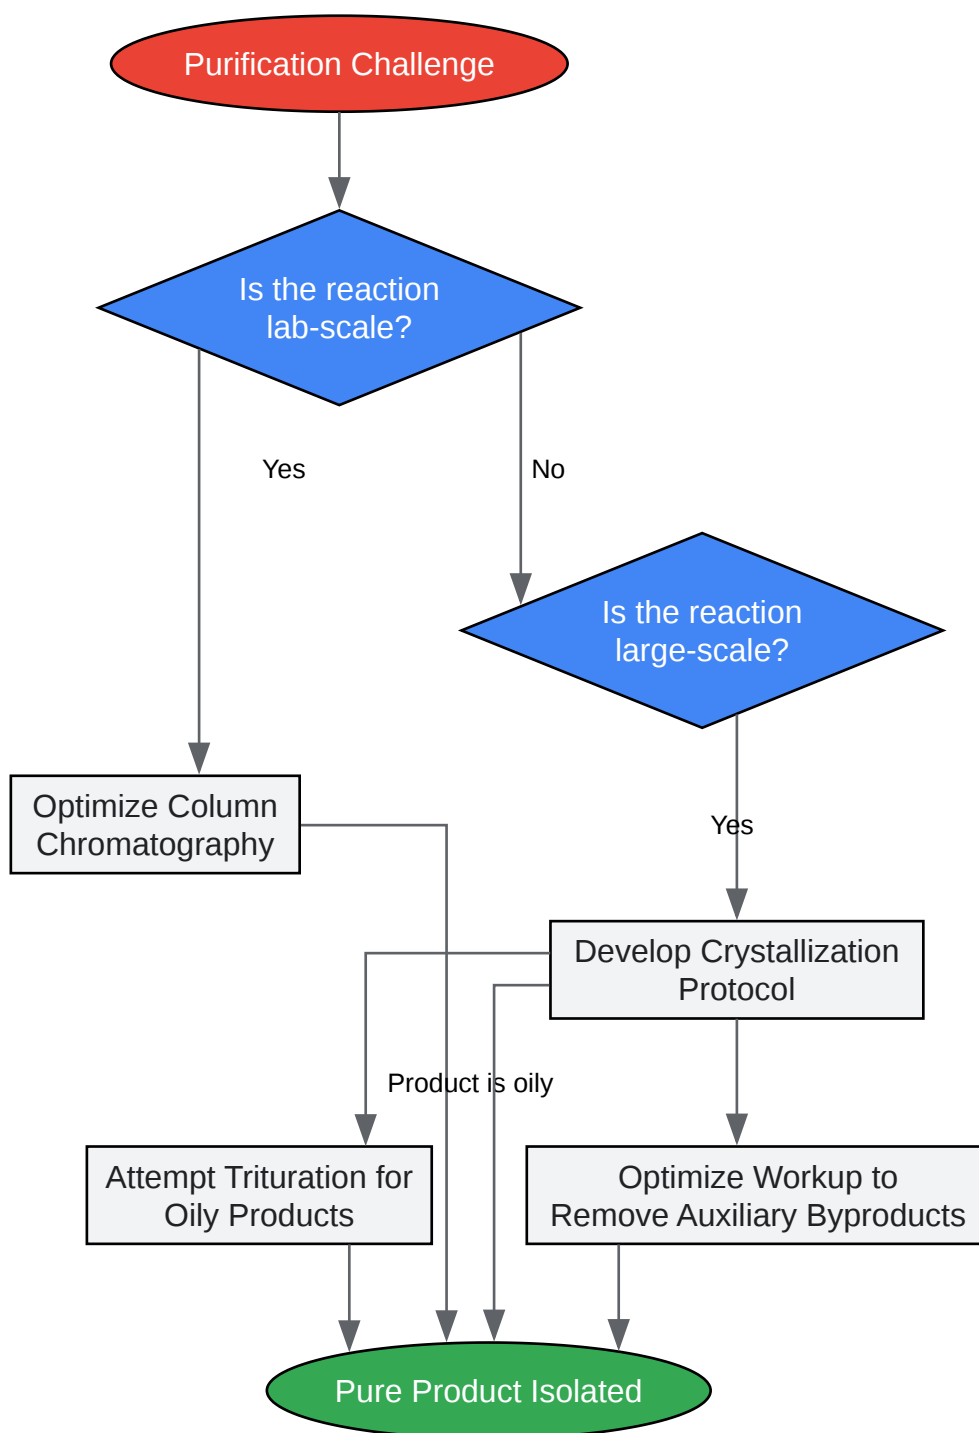 Purification Challenge
Is the reaction
lab-scale?
Yes
No
Is the reaction
large-scale?
Optimize Column
Chromatography
Yes
Develop Crystallization
Protocol
Product is oily
Attempt Trituration for
Oily Products
Optimize Workup to
Remove Auxiliary Byproducts
Pure Product Isolated